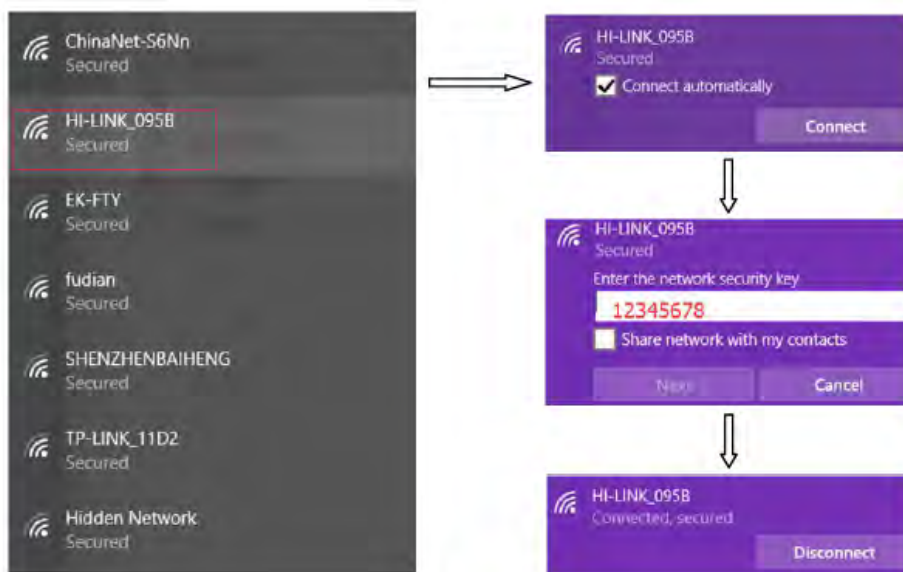 ChinaNet-S6Nn
Secured
HI-LINK_095B
Secured
EK-FTY
Secured
fudian
Secured
SHENZHENBAIHENG
Secured
TP-LINK_11D2
Secured
Hidden Network
Secured
HI-LINK_095B
Secured
Connect automatically
Connect
HI-LINK_095B
Secured
Enter the network security key
12345678
Share network with my contacts
Next
Cancel
HI-LINK_095B
Connected, secured
Disconnect